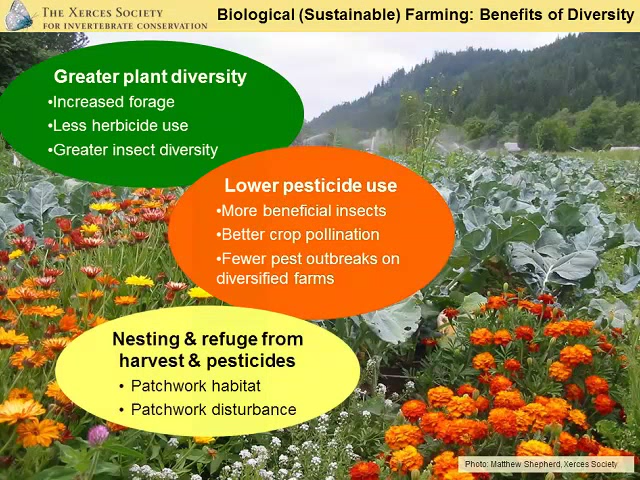 THE XERCES SOCIETY
FOR INVERTEBRATE CONSERVATION
Biological (Sustainable) Farming: Benefits of Diversity
Greater plant diversity
•Increased forage
•Less herbicide use
•Greater insect diversity
Lower pesticide use
•More beneficial insects
•Better crop pollination
•Fewer pest outbreaks on
diversified farms
Nesting & refuge from
harvest & pesticides
• Patchwork habitat
• Patchwork disturbance
Photo: Matthew Shepherd, Xerces Society